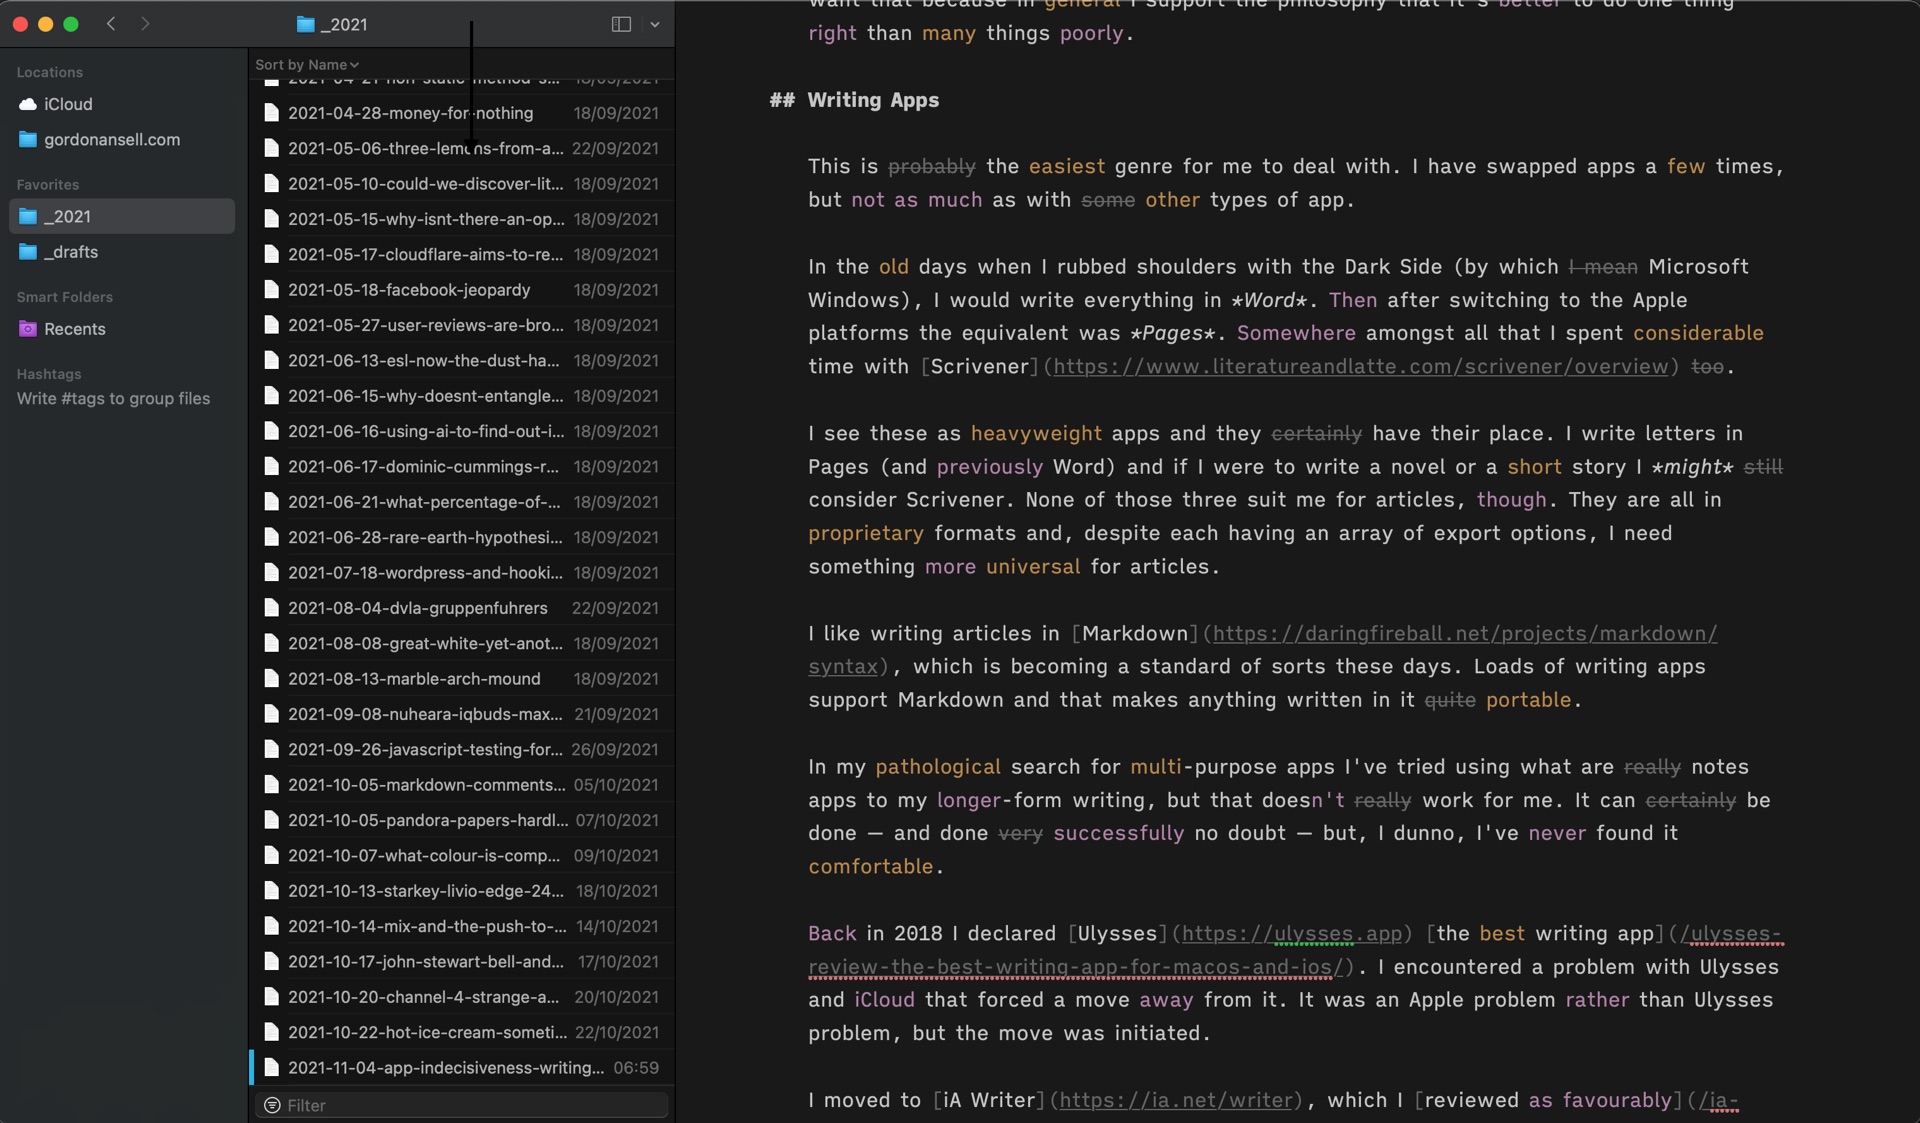 _2021
Locations
iCloud
gordonansell.com
Favorites
_2021
_drafts
Smart Folders
Recents
Hashtags
Write #tags to group files
Sort by Name
2021-04-21-non-static-method-s... 18/09/2021
2021-04-28-money-for-nothing 18/09/2021
2021-05-06-three-lemons-from-a... 22/09/2021
2021-05-10-could-we-discover-lit... 18/09/2021
2021-05-15-why-isnt-there-an-op... 18/09/2021
2021-05-17-cloudflare-aims-to-re... 18/09/2021
2021-05-18-facebook-jeopardy 18/09/2021
2021-05-27-user-reviews-are-bro... 18/09/2021
2021-06-13-esl-now-the-dust-ha... 18/09/2021
2021-06-15-why-doesnt-entangle... 18/09/2021
2021-06-16-using-ai-to-find-out-i... 18/09/2021
2021-06-17-dominic-cummings-r... 18/09/2021
2021-06-21-what-percentage-of-... 18/09/2021
2021-06-28-rare-earth-hypothesi... 18/09/2021
2021-07-18-wordpress-and-hooki... 18/09/2021
2021-08-04-dvla-gruppenfuhrers 22/09/2021
2021-08-08-great-white-yet-anot... 18/09/2021
2021-08-13-marble-arch-mound 18/09/2021
2021-09-08-nuheara-iqbuds-max... 21/09/2021
2021-09-26-javascript-testing-for... 26/09/2021
2021-10-05-markdown-comments... 05/10/2021
2021-10-05-pandora-papers-hardl... 07/10/2021
2021-10-07-what-colour-is-comp... 09/10/2021
2021-10-13-starkey-livio-edge-24... 18/10/2021
2021-10-14-mix-and-the-push-to-... 14/10/2021
2021-10-17-john-stewart-bell-and... 17/10/2021
2021-10-20-channel-4-strange-a... 20/10/2021
2021-10-22-hot-ice-cream-someti... 22/10/2021
2021-11-04-app-indecisiveness-writing... 06:59
Filter
want that because in general I support the philosophy that it's better to do one thing
right than many things poorly.
## Writing Apps
This is probably the easiest genre for me to deal with. I have swapped apps a few times,
but not as much as with some other types of app.
In the old days when I rubbed shoulders with the Dark Side (by which I mean Microsoft
Windows), I would write everything in *Word*. Then after switching to the Apple
platforms the equivalent was *Pages*. Somewhere amongst all that I spent considerable
time with [Scrivener](https://www.literatureandlatte.com/scrivener/overview) too.
I see these as heavyweight apps and they certainly have their place. I write letters in
Pages (and previously Word) and if I were to write a novel or a short story I *might* still
consider Scrivener. None of those three suit me for articles, though. They are all in
proprietary formats and, despite each having an array of export options, I need
something more universal for articles.
I like writing articles in [Markdown](https://daringfireball.net/projects/markdown/
syntax), which is becoming a standard of sorts these days. Loads of writing apps
support Markdown and that makes anything written in it quite portable.
In my pathological search for multi-purpose apps I've tried using what are really notes
apps to my longer-form writing, but that doesn't really work for me. It can certainly be
done — and done very successfully no doubt — but, I dunno, I've never found it
comfortable.
Back in 2018 I declared [Ulysses](https://ulysses.app) [the best writing app](/ulysses-
review-the-best-writing-app-for-macos-and-ios/). I encountered a problem with Ulysses
and iCloud that forced a move away from it. It was an Apple problem rather than Ulysses
problem, but the move was initiated.
I moved to [iA Writer](https://ia.net/writer), which I [reviewed as favourably](/ia-